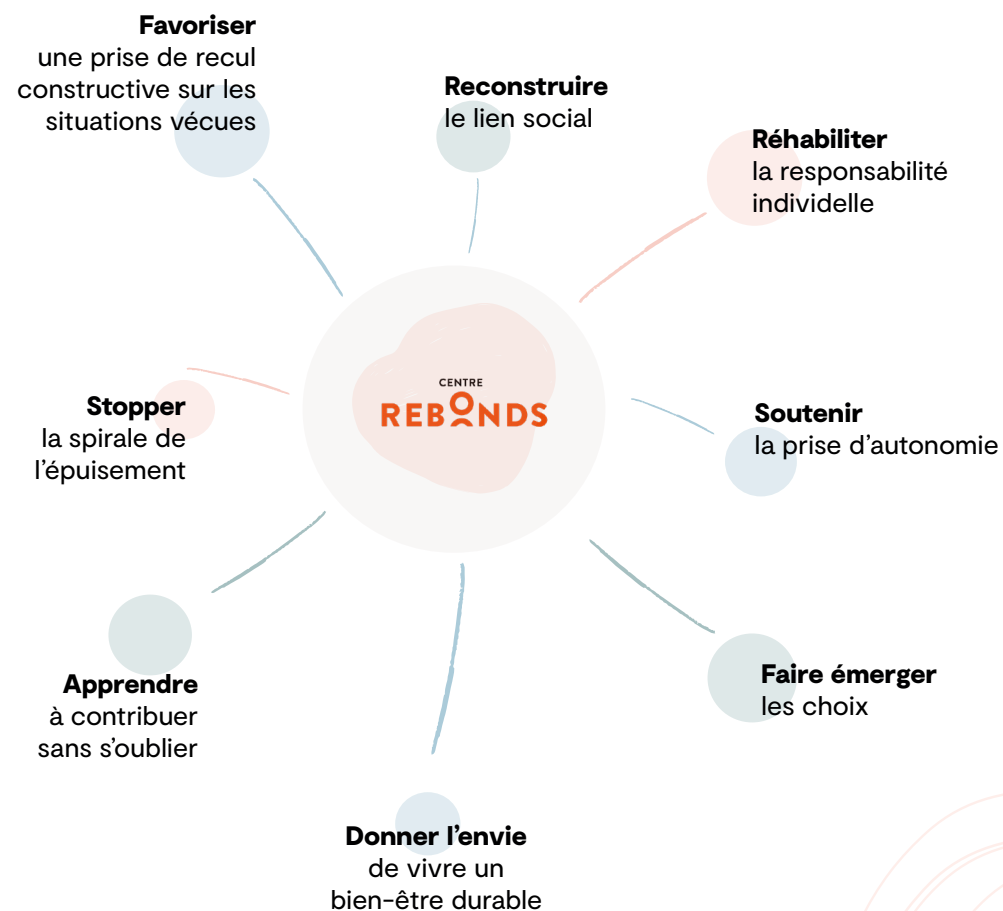 Favoriser
une prise de recul
constructive sur les
situations vécues
Reconstruire
le lien social
Réhabiliter
la responsabilité
individelle
CENTRE
REBONDS
Stopper
la spirale de
l’épuisement
Soutenir
la prise d’autonomie
Apprendre
à contribuer
sans s’oublier
Faire émerger
les choix
Donner l’envie
de vivre un
bien-être durable